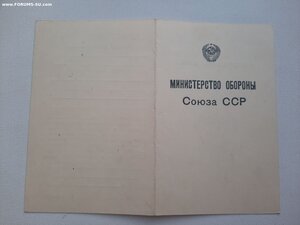 www.FORUMS-SU.com
МИНИСТЕРСТВО ОБОРОНЫ
Союза ССР